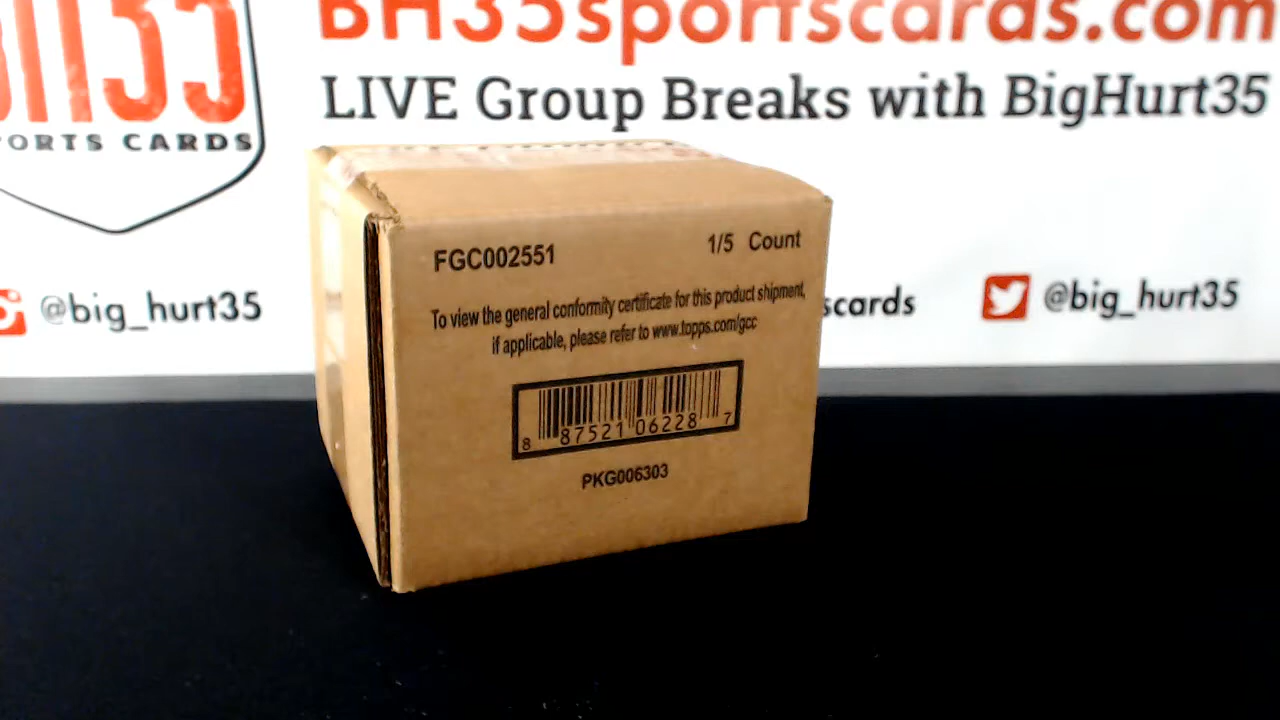 BH35
SPORTS CARDS
BH35sportscards.com
LIVE Group Breaks with BigHurt35
@big_hurt35
scards
@big_hurt35
FGC002551
1/5 Count
To view the general conformity certificate for this product shipment,
if applicable, please refer to www.topps.com/gcc
8 87521 06228 7
PKG006303